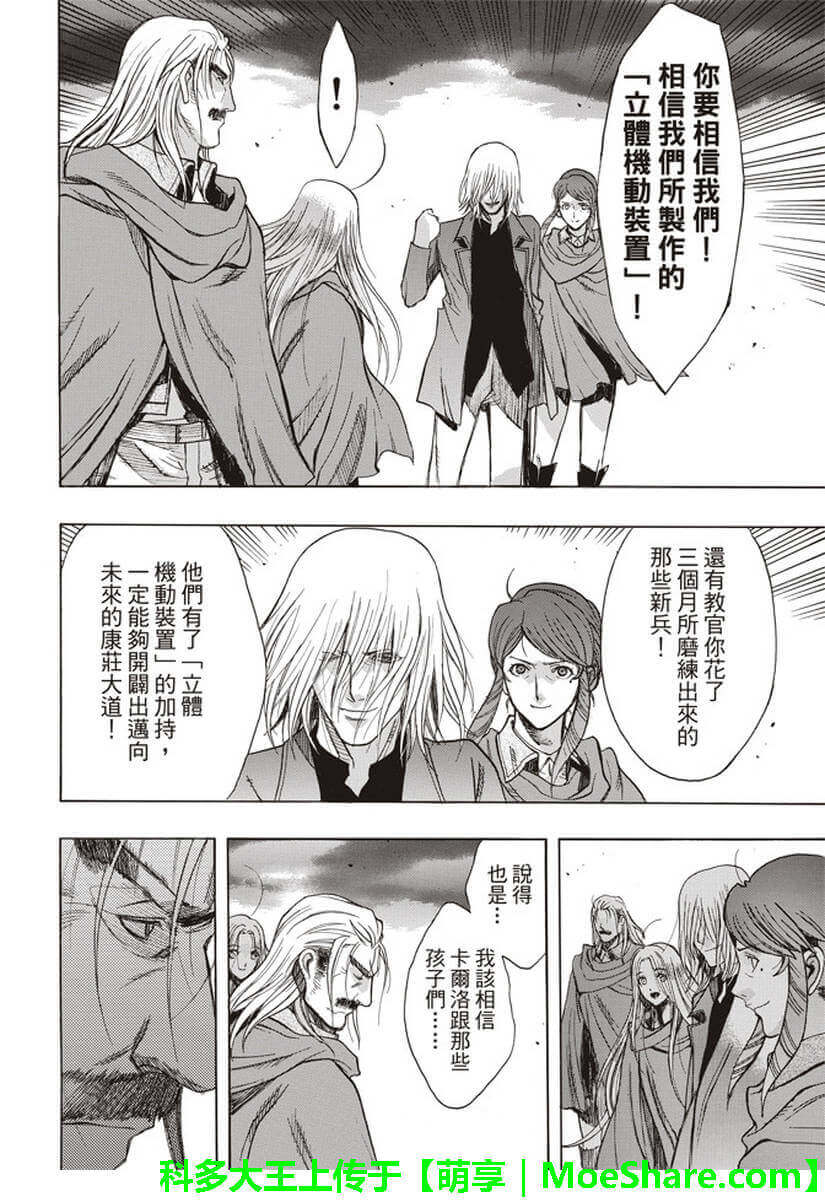 你要相信我們！
相信我們所製作的
「立體機動裝置」！
！
還有教官你花了
三個月所磨練出來的
那些新兵！
他們有了「立體
機動裝置」的加持，
一定能夠開闢出邁向
未來的康莊大道！
說得
也是…
我該相信
卡爾洛跟那些
孩子們……
科多大王上传于【萌享｜MoeShare.com】